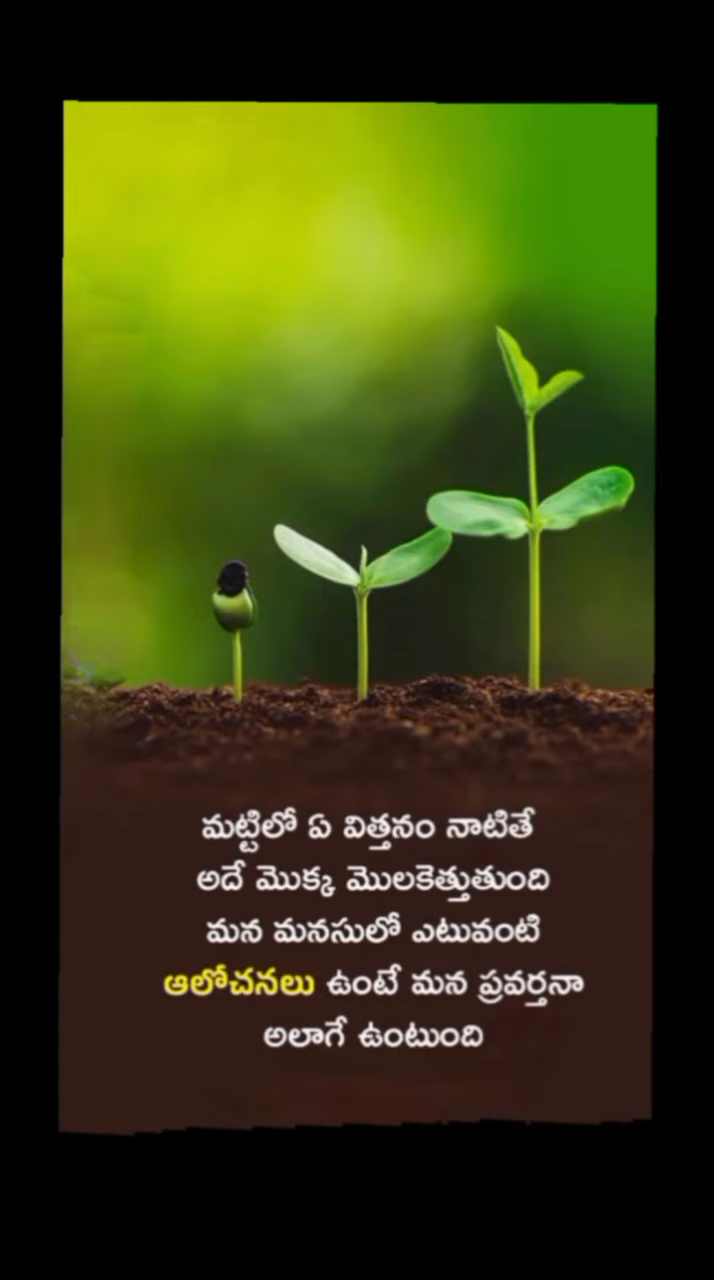 మట్టిలో ఏ విత్తనం నాటితే
అదే మొక్క మొలకెత్తుతుంది
మన మనసులో ఎటువంటి
ఆలోచనలు ఉంటే మన ప్రవర్తనా
అలాగే ఉంటుంది